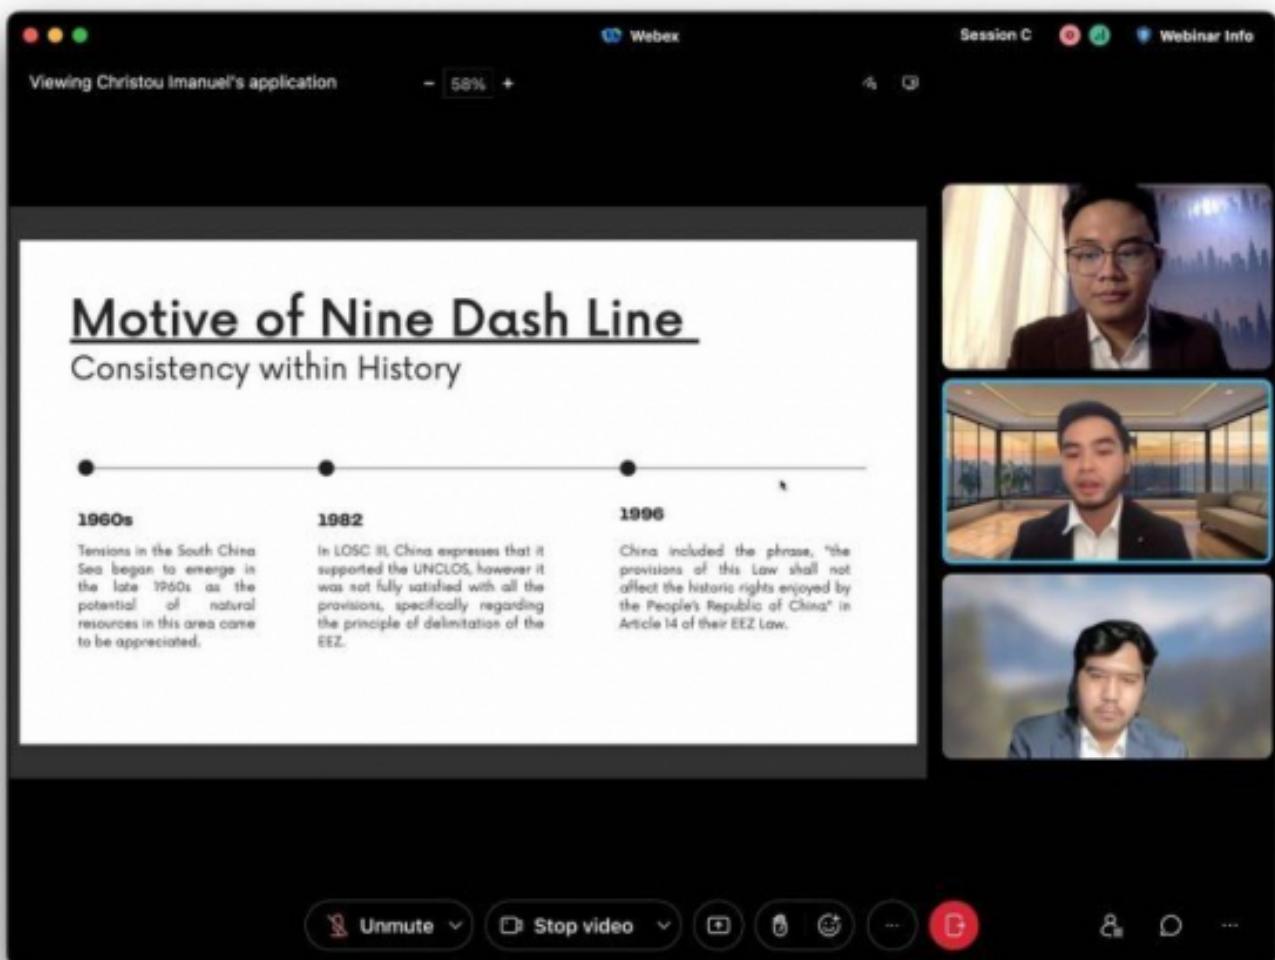 Webex
Session C
Webinar Info
Viewing Christou Imanuel's application
− 58% +
Motive of Nine Dash Line
Consistency within History
1960s
Tensions in the South China
Sea began to emerge in
the late 1960s as the
potential of natural
resources in this area came
to be appreciated.
1982
In LOSC III, China expresses that it
supported the UNCLOS, however it
was not fully satisfied with all the
provisions, specifically regarding
the principle of delimitation of the
EEZ.
1996
China included the phrase, "the
provisions of this Law shall not
affect the historic rights enjoyed by
the People's Republic of China" in
Article 14 of their EEZ Law.
Unmute
Stop video